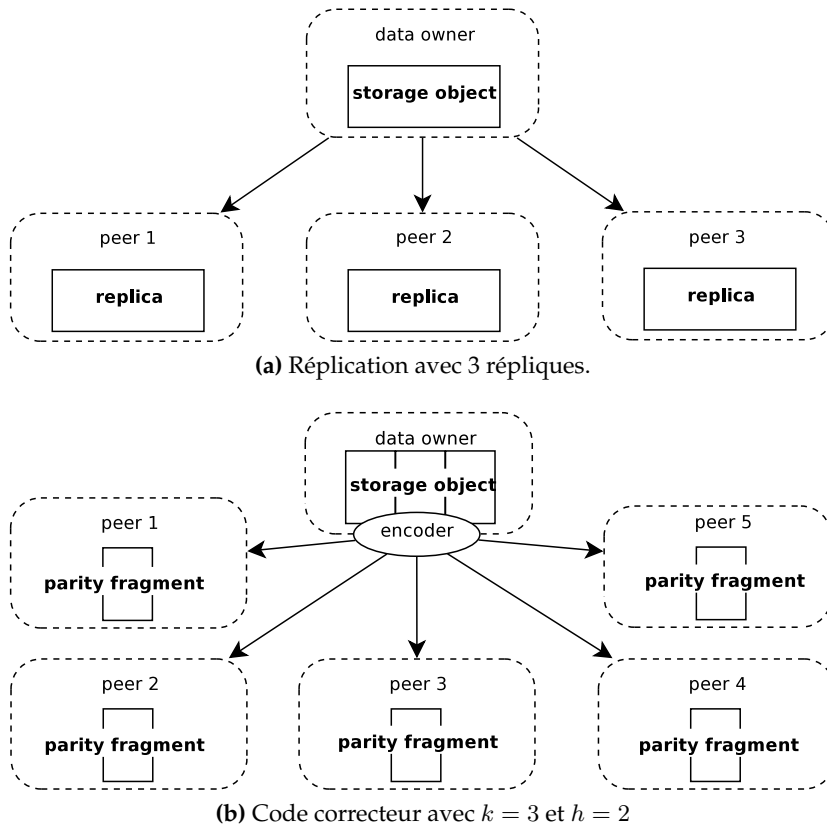 data owner
storage object
peer 1
peer 2
peer 3
replica
replica
replica
(a) Réplication avec 3 répliques.
data owner
storage object
encoder
peer 1
parity fragment
peer 5
parity fragment
peer 2
peer 3
peer 4
parity fragment
parity fragment
parity fragment
(b) Code correcteur avec k = 3 et h = 2